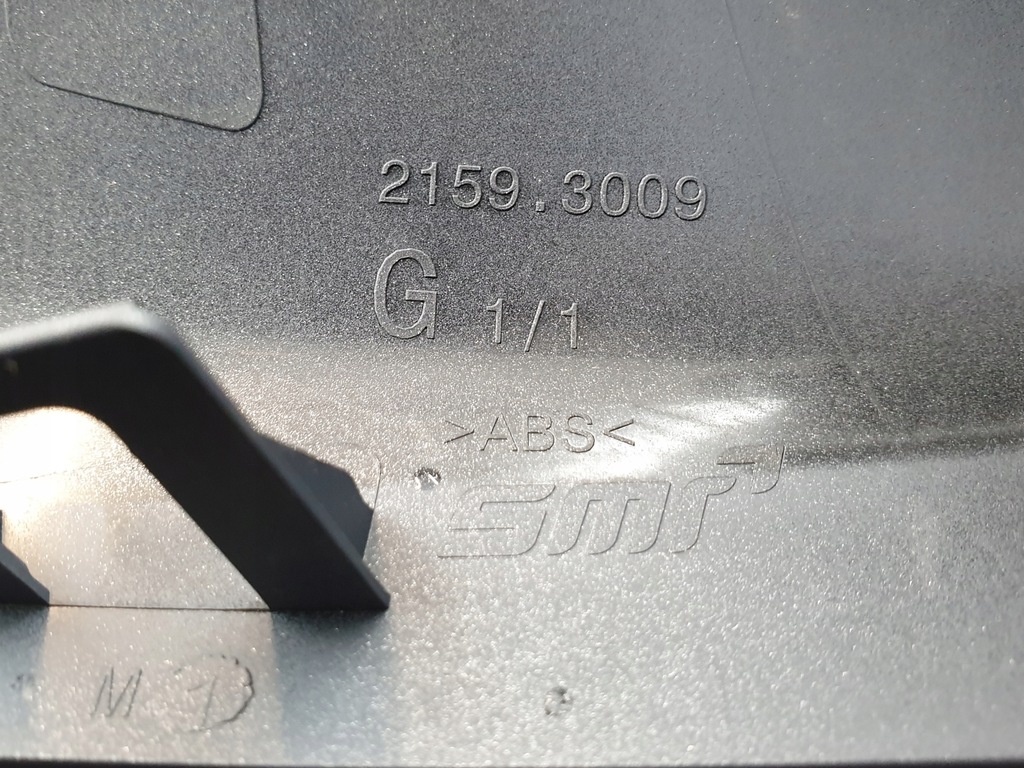 2159.3009
G 1/1
>ABS<
smr
M